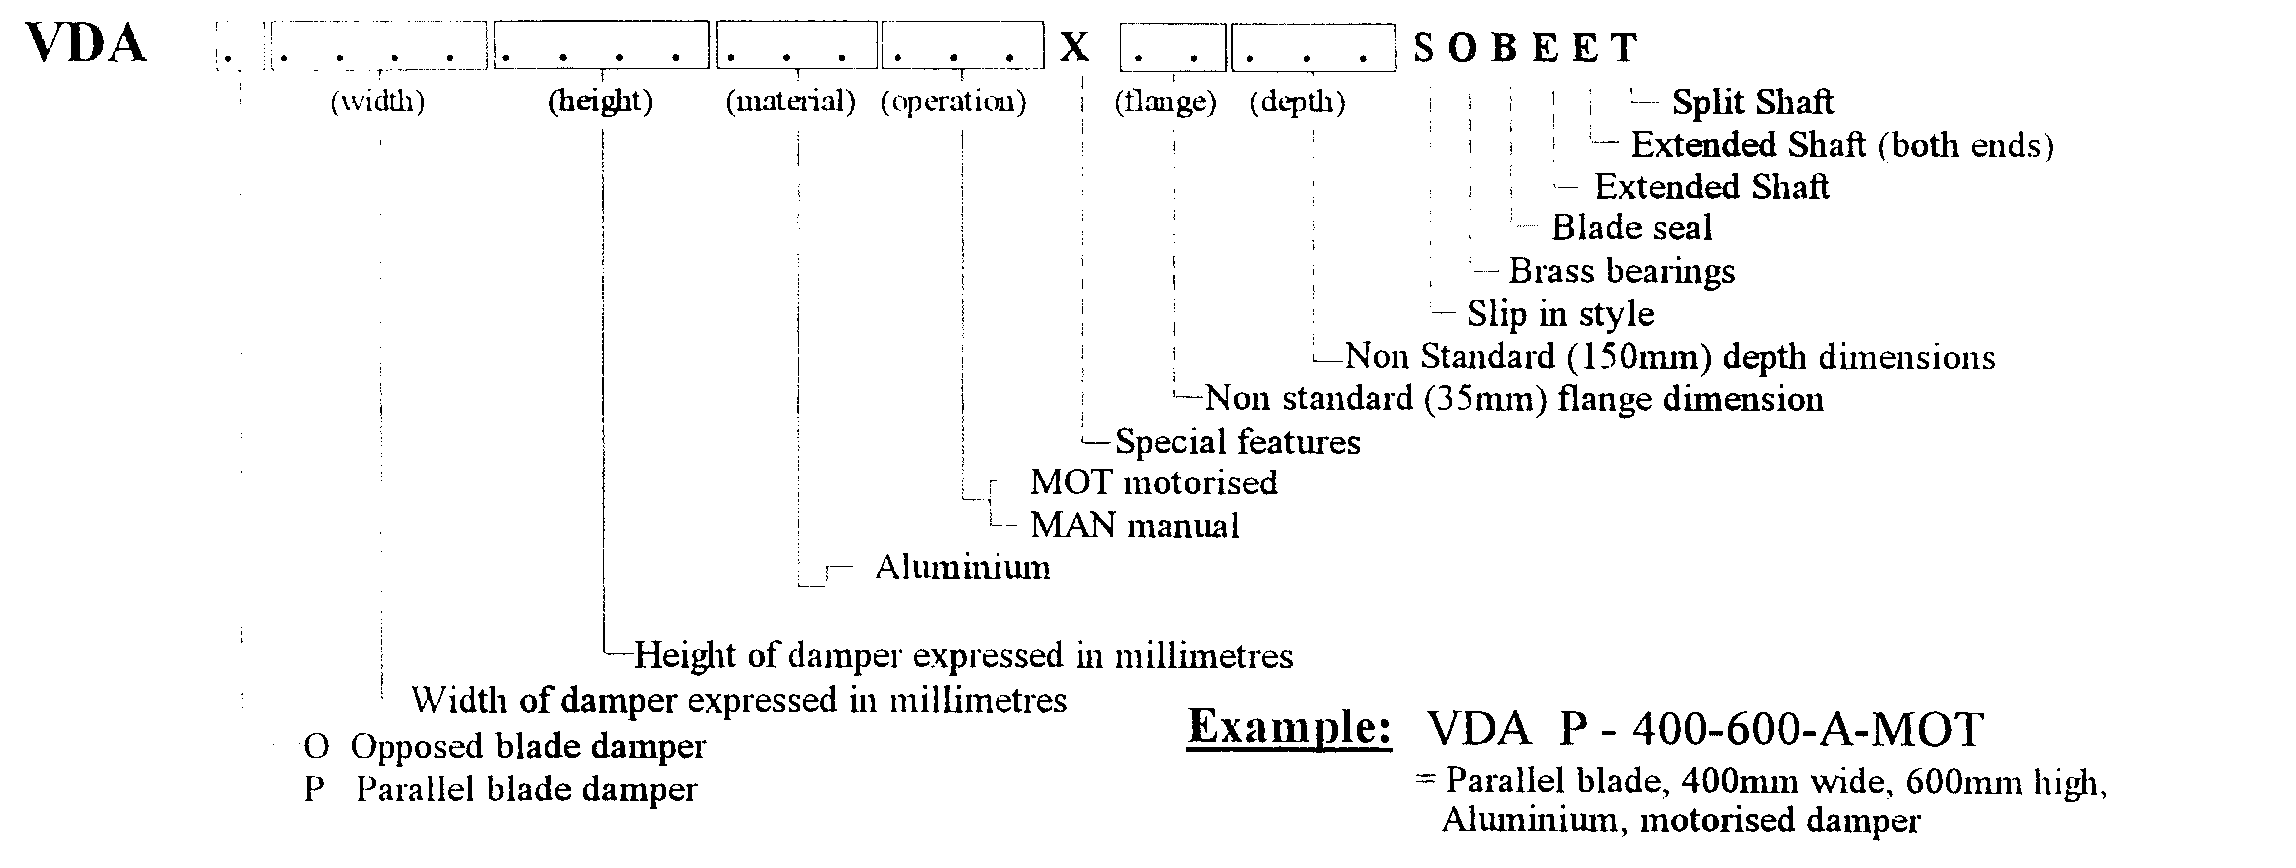 VDA . . . . . . . . . . . . . . . X . . . . . S O B E E T
(width) (height) (material) (operation) (flange) (depth)
Split Shaft
Extended Shaft (both ends)
Extended Shaft
Blade seal
Brass bearings
Slip in style
Non Standard (150mm) depth dimensions
Non standard (35mm) flange dimension
Special features
MOT motorised
MAN manual
Aluminium
Height of damper expressed in millimetres
Width of damper expressed in millimetres
O Opposed blade damper
P Parallel blade damper
Example: VDA P - 400-600-A-MOT
= Parallel blade, 400mm wide, 600mm high,
Aluminium, motorised damper